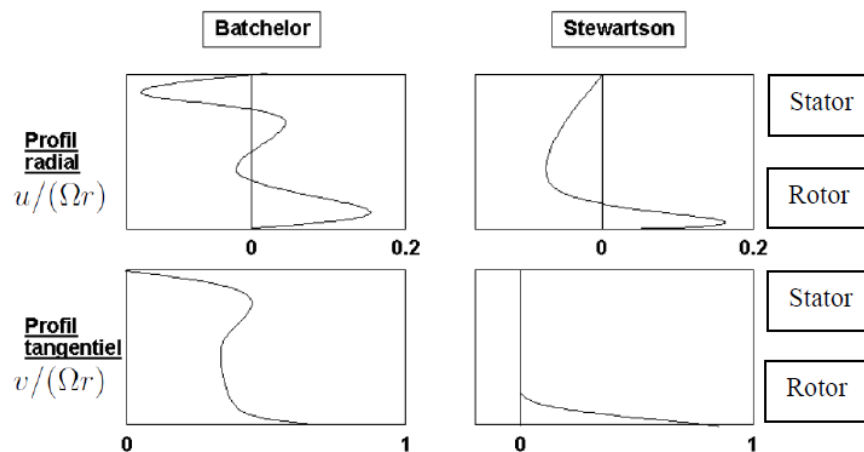 Batchelor
Stewartson
Profil
radial
u/(Ωr)
Stator
Rotor
0
0.2
0
0.2
Profil
tangentiel
v/(Ωr)
Stator
Rotor
0
1
0
1